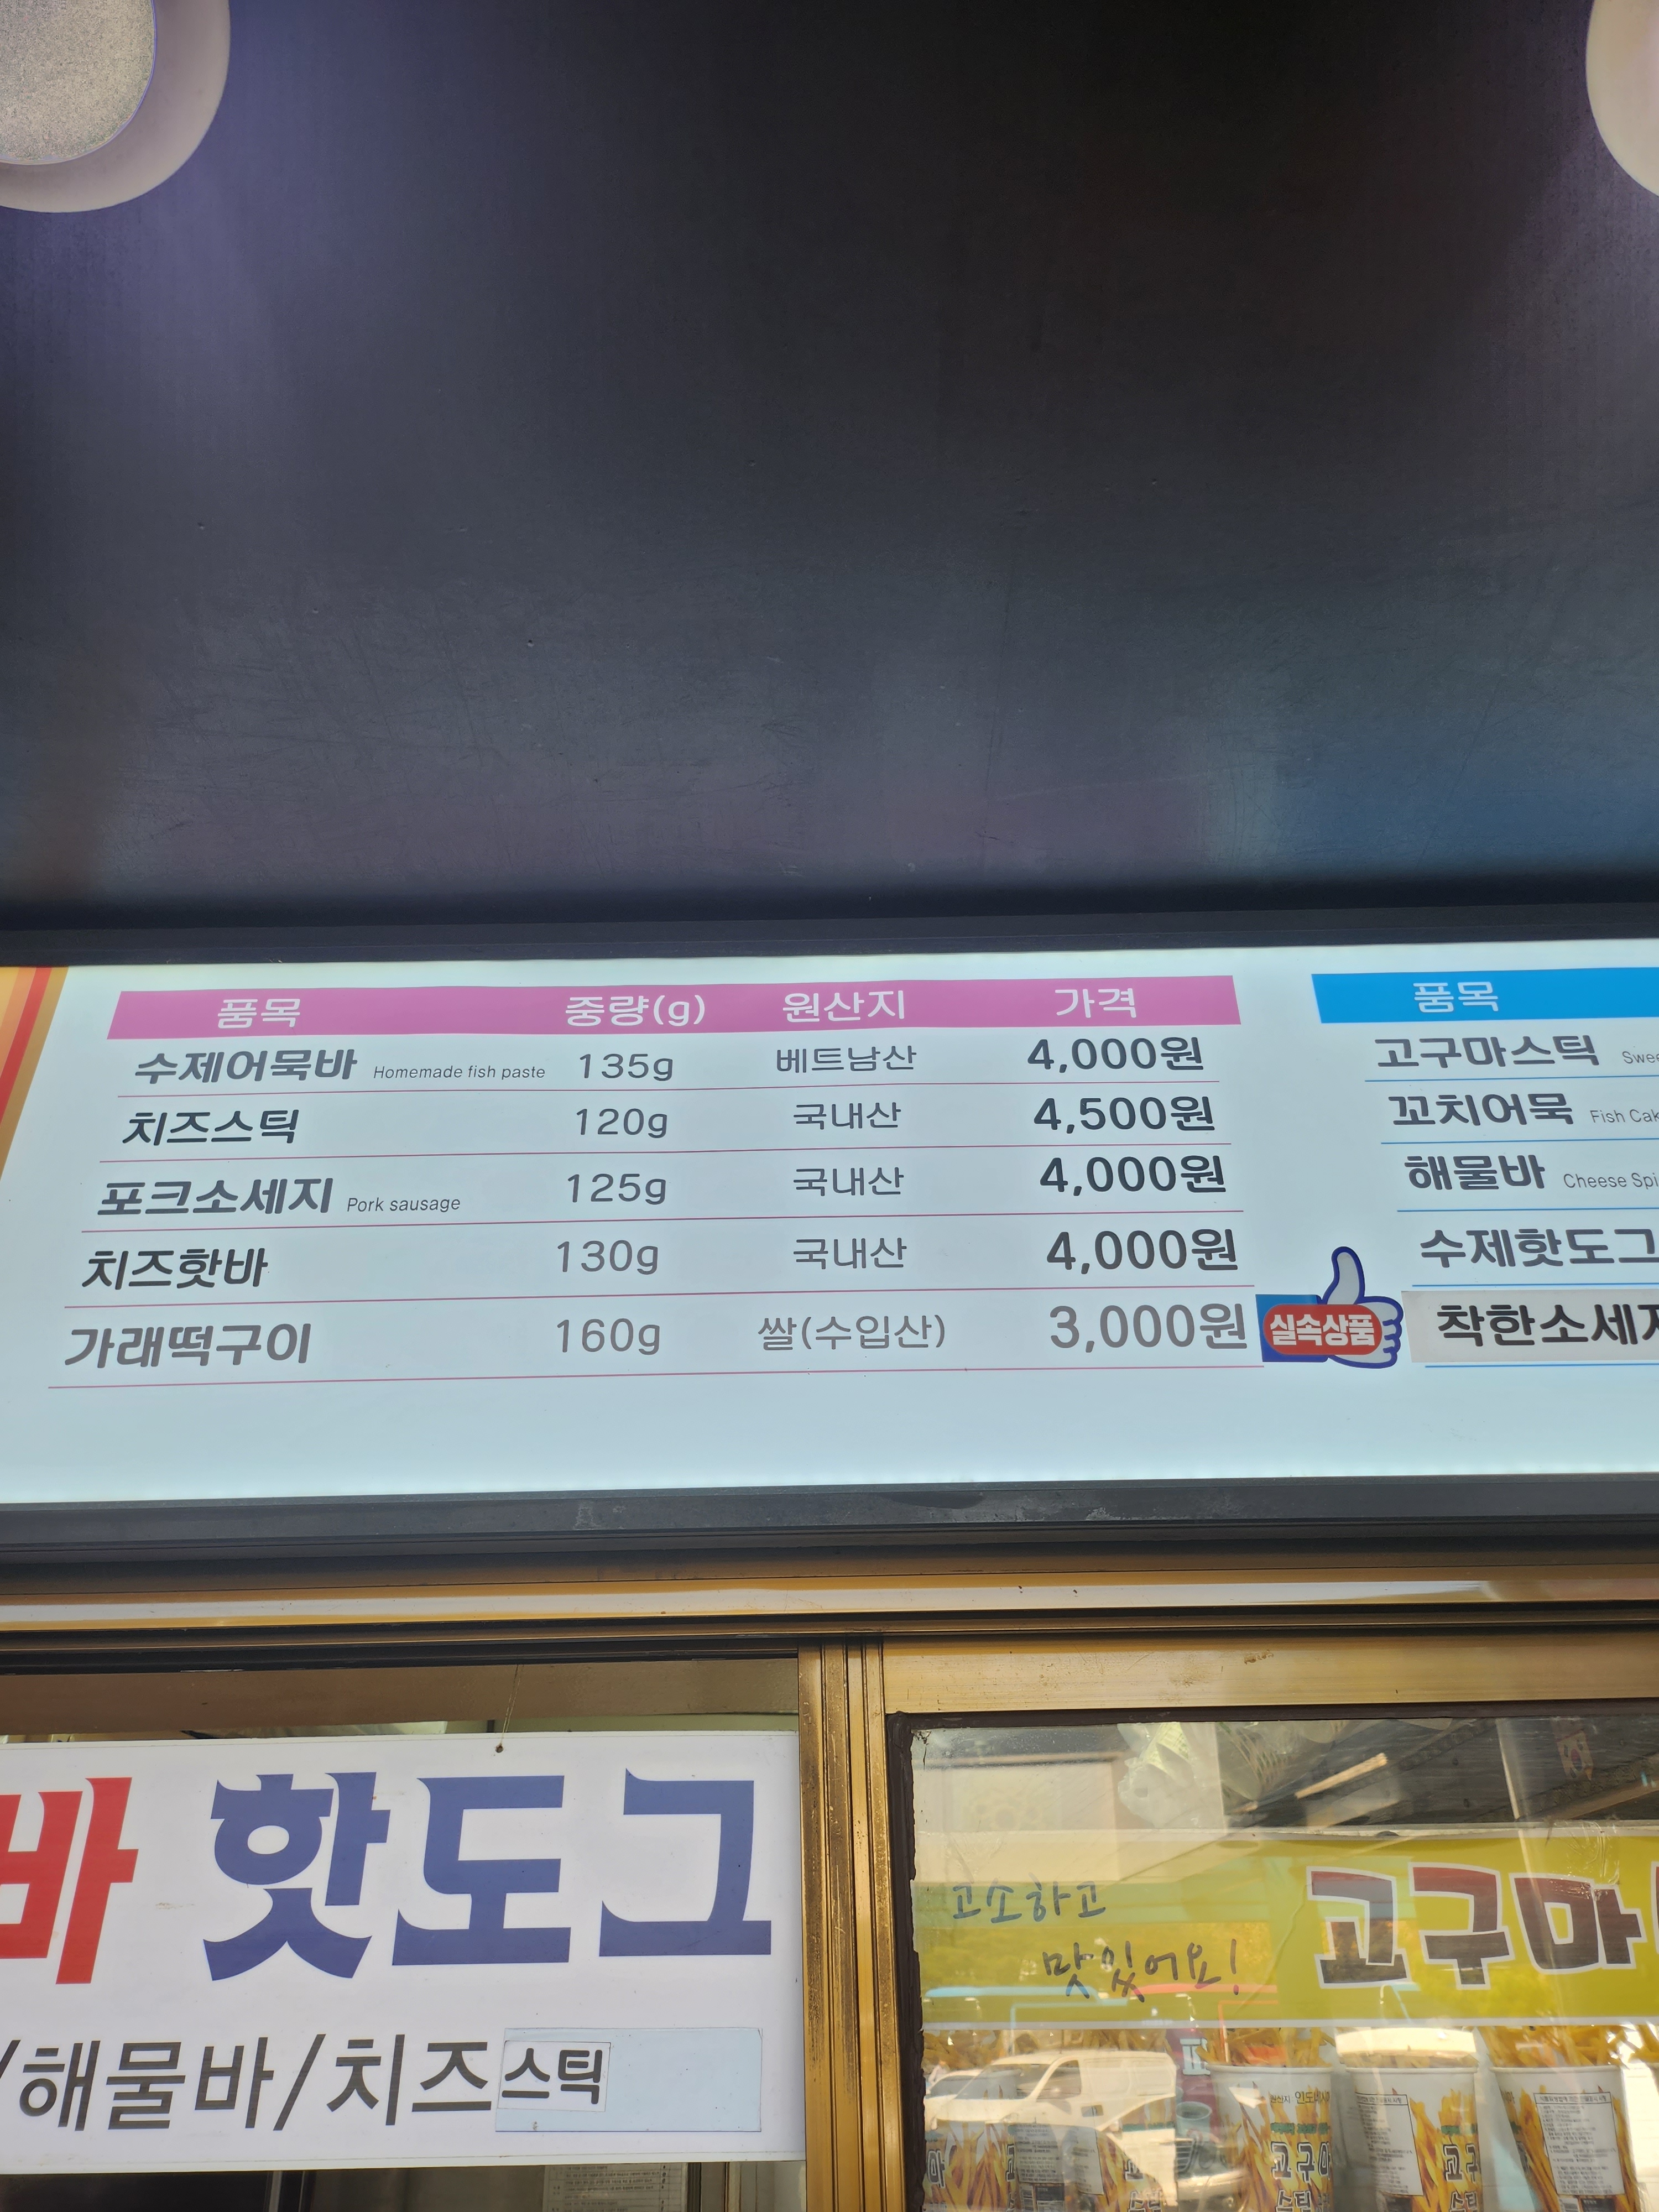 품목 중량(g) 원산지 가격
수제어묵바 Homemade fish paste 135g 베트남산 4,000원
치즈스틱 120g 국내산 4,500원
포크소세지 Pork sausage 125g 국내산 4,000원
치즈핫바 130g 국내산 4,000원
가래떡구이 160g 쌀(수입산) 3,000원
실속상품
품목
고구마스틱
꼬치어묵 Fish
해물바 Cheese
수제핫도그
착한소세지
바 핫도그
/해물바/치즈스틱
고소하고
맛있어요!
고구마